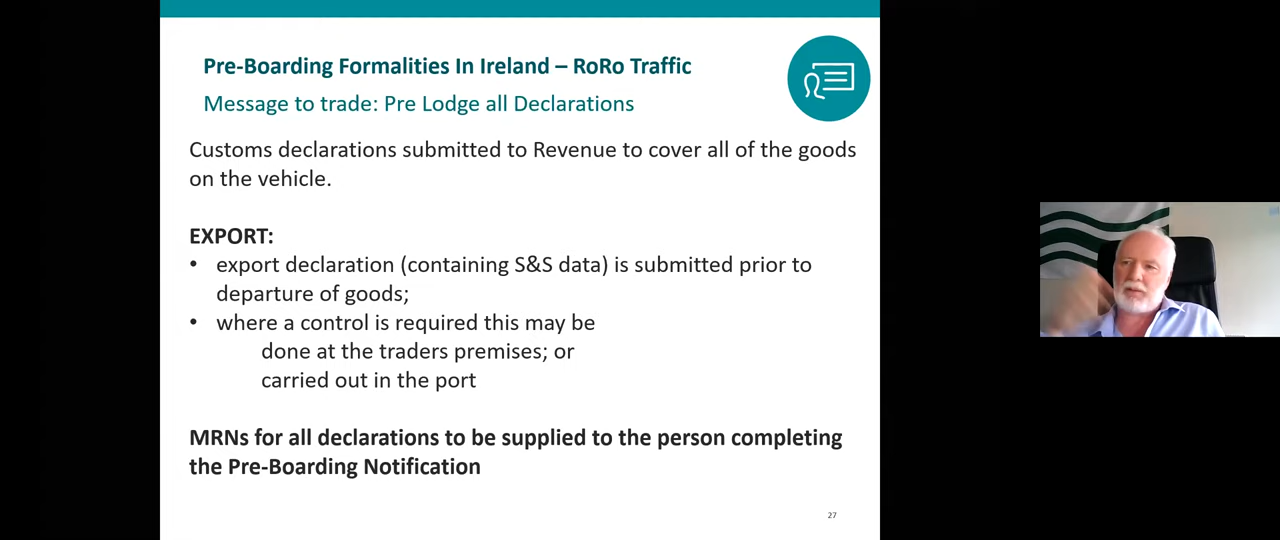 Pre-Boarding Formalities In Ireland – RoRo Traffic
Message to trade: Pre Lodge all Declarations
Customs declarations submitted to Revenue to cover all of the goods
on the vehicle.
EXPORT:
• export declaration (containing S&S data) is submitted prior to
departure of goods;
• where a control is required this may be
done at the traders premises; or
carried out in the port
MRNs for all declarations to be supplied to the person completing
the Pre-Boarding Notification
27